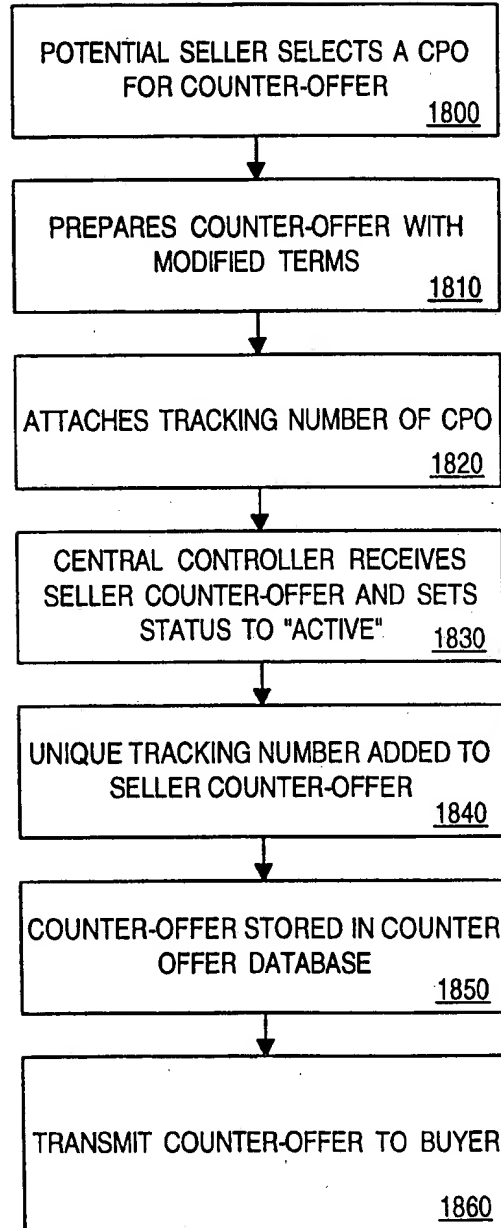 POTENTIAL SELLER SELECTS A CPO
FOR COUNTER-OFFER
1800
PREPARES COUNTER-OFFER WITH
MODIFIED TERMS
1810
ATTACHES TRACKING NUMBER OF CPO
1820
CENTRAL CONTROLLER RECEIVES
SELLER COUNTER-OFFER AND SETS
STATUS TO "ACTIVE"
1830
UNIQUE TRACKING NUMBER ADDED TO
SELLER COUNTER-OFFER
1840
COUNTER-OFFER STORED IN COUNTER
OFFER DATABASE
1850
TRANSMIT COUNTER-OFFER TO BUYER
1860